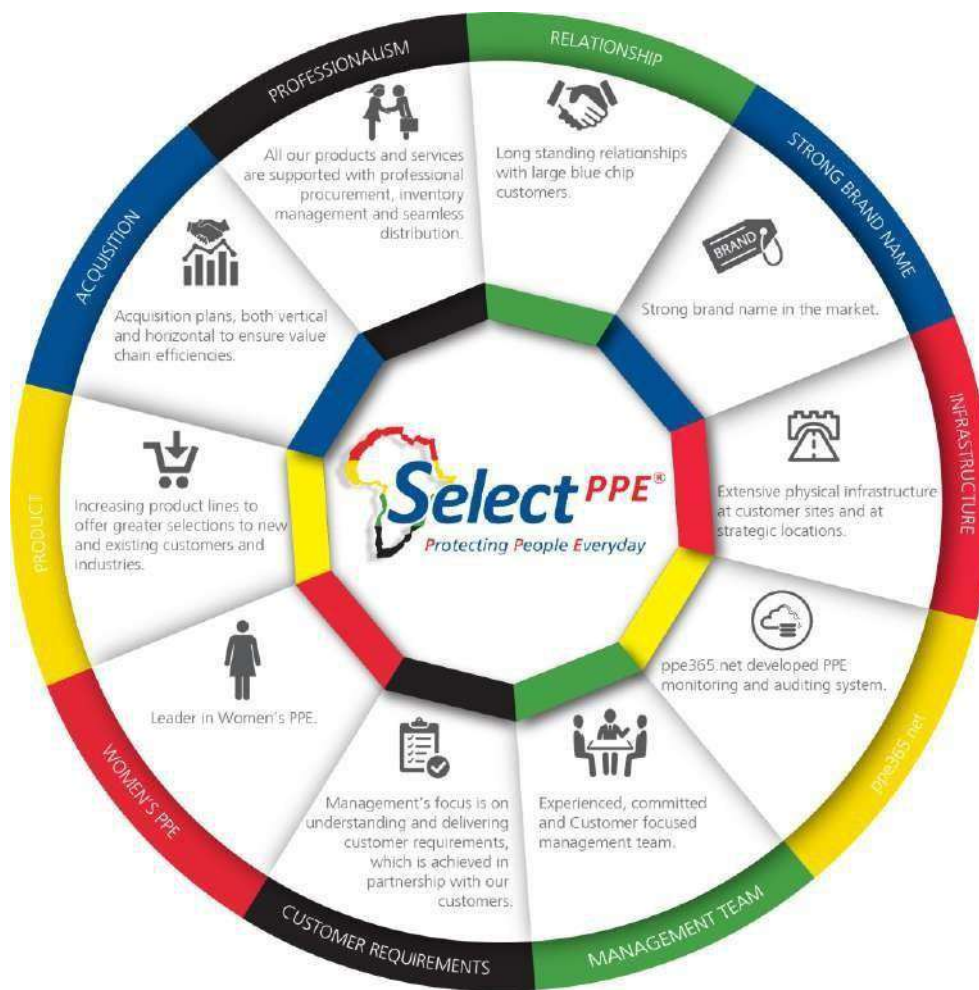 PROFESSIONALISM
All our products and services
are supported with professional
procurement, inventory
management and seamless
distribution.
RELATIONSHIP
Long standing relationships
with large blue chip
customers.
STRONG BRAND NAME
BRAND
Strong brand name in the market.
INFRASTRUCTURE
Extensive physical infrastructure
at customer sites and at
strategic locations.
ppe365.net
ppe365.net developed PPE
monitoring and auditing system.
MANAGEMENT TEAM
Experienced, committed
and Customer focused
management team.
CUSTOMER REQUIREMENTS
Management's focus is on
understanding and delivering
customer requirements,
which is achieved in
partnership with our
customers.
WOMEN'S PPE
Leader in Women's PPE.
PRODUCT
Increasing product lines to
offer greater selections to new
and existing customers and
industries.
ACQUISITION
Acquisition plans, both vertical
and horizontal to ensure value
chain efficiencies.
Select PPE®
Protecting People Everyday